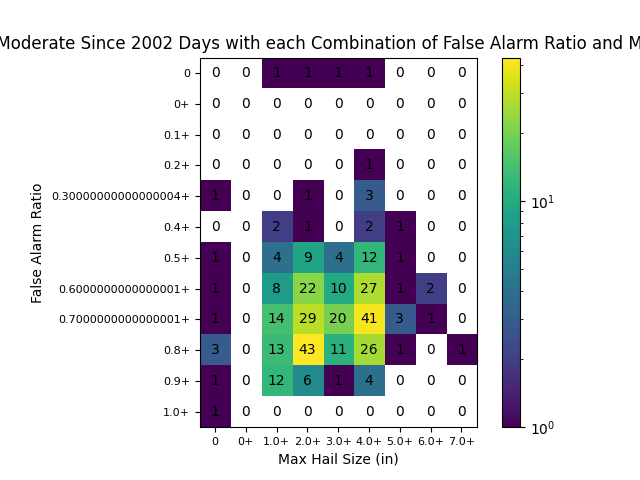 Moderate Since 2002 Days with each Combination of False Alarm Ratio and M
0 0 0 1 1 1 1 0 0 0
0+ 0 0 0 0 0 0 0 0 0
0.1+ 0 0 0 0 0 0 0 0 0
0.2+ 0 0 0 0 0 1 0 0 0
0.30000000000000004+ 1 0 0 1 0 3 0 0 0
0.4+ 0 0 2 1 0 2 1 0 0
0.5+ 1 0 4 9 4 12 1 0 0
0.6000000000000001+ 1 0 8 22 10 27 1 2 0
0.7000000000000001+ 1 0 14 29 20 41 3 1 0
0.8+ 3 0 13 43 11 26 1 0 1
0.9+ 1 0 12 6 1 4 0 0 0
1.0+ 1 0 0 0 0 0 0 0 0
0 0+ 1.0+ 2.0+ 3.0+ 4.0+ 5.0+ 6.0+ 7.0+
Max Hail Size (in)
False Alarm Ratio
10¹
10⁰